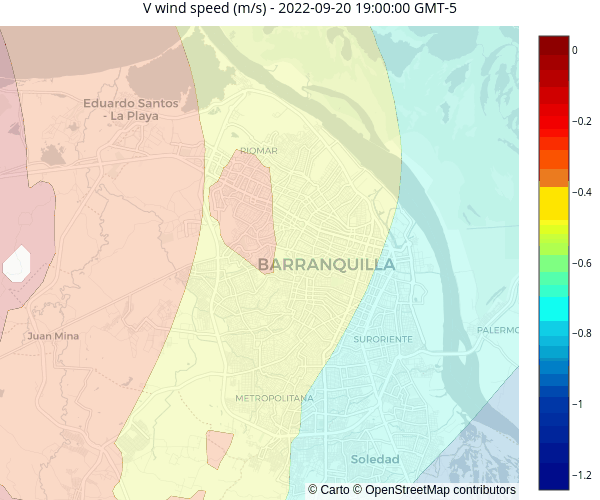 V wind speed (m/s) - 2022-09-20 19:00:00 GMT-5
0
−0.2
−0.4
−0.6
−0.8
−1
−1.2
Eduardo Santos
- La Playa
RIOMAR
BARRANQUILLA
Juan Mina
SURORIENTE
PALERMO
METROPOLITANA
Soledad
© Carto © OpenStreetMap contributors